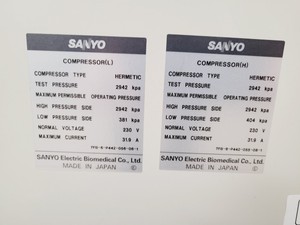 SANYO
COMPRESSOR(L)
COMPRESSOR TYPE HERMETIC
TEST PRESSURE 2942 kpa
MAXIMUM PERMISSIBLE OPERATING PRESSURE
HIGH PRESSURE SIDE 2942 kpa
LOW PRESSURE SIDE 381 kpa
NORMAL VOLTAGE 230 V
MAXIMUM CURRENT 31.9 A
SANYO Electric Biomedical Co., Ltd.
MADE IN JAPAN
SANYO
COMPRESSOR(H)
COMPRESSOR TYPE HERMETIC
TEST PRESSURE 2942 kpa
MAXIMUM PERMISSIBLE OPERATING PRESSURE
HIGH PRESSURE SIDE 2942 kpa
LOW PRESSURE SIDE 404 kpa
NORMAL VOLTAGE 230 V
MAXIMUM CURRENT 31.9 A
SANYO Electric Biomedical Co., Ltd.
MADE IN JAPAN